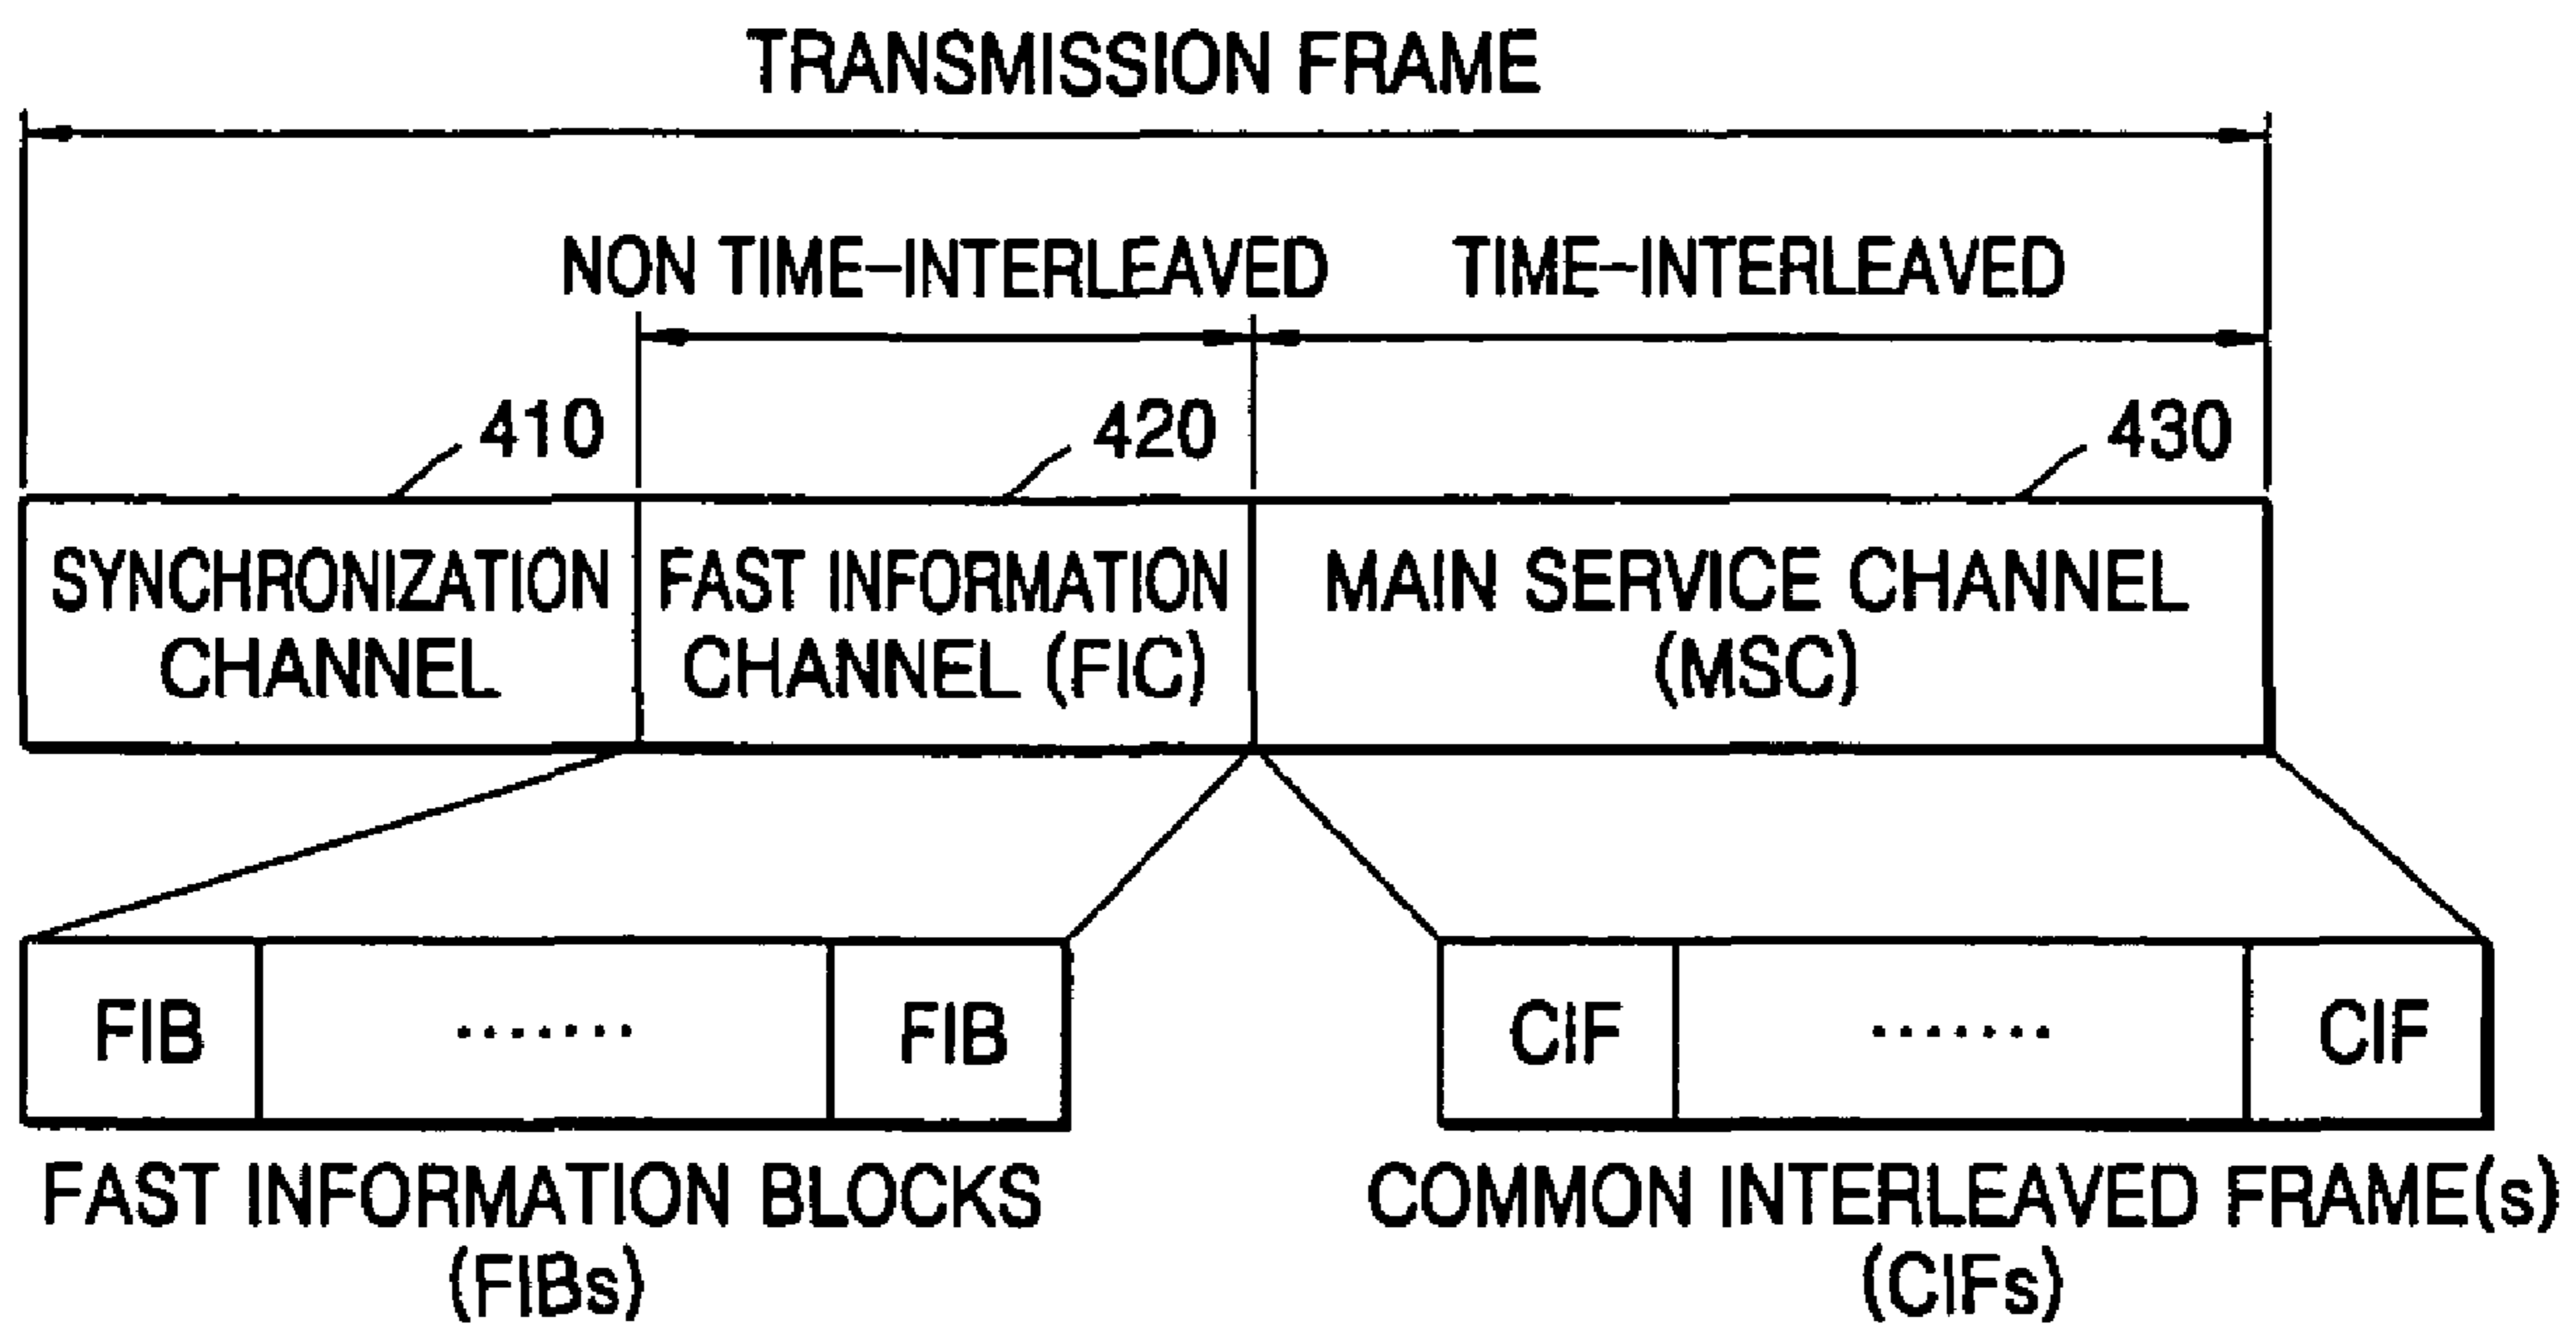 TRANSMISSION FRAME
NON TIME-INTERLEAVED TIME-INTERLEAVED
410 420 430
SYNCHRONIZATION CHANNEL
FAST INFORMATION CHANNEL (FIC)
MAIN SERVICE CHANNEL (MSC)
FIB ....... FIB CIF ....... CIF
FAST INFORMATION BLOCKS
(FIBs)
COMMON INTERLEAVED FRAME(s)
(CIFs)